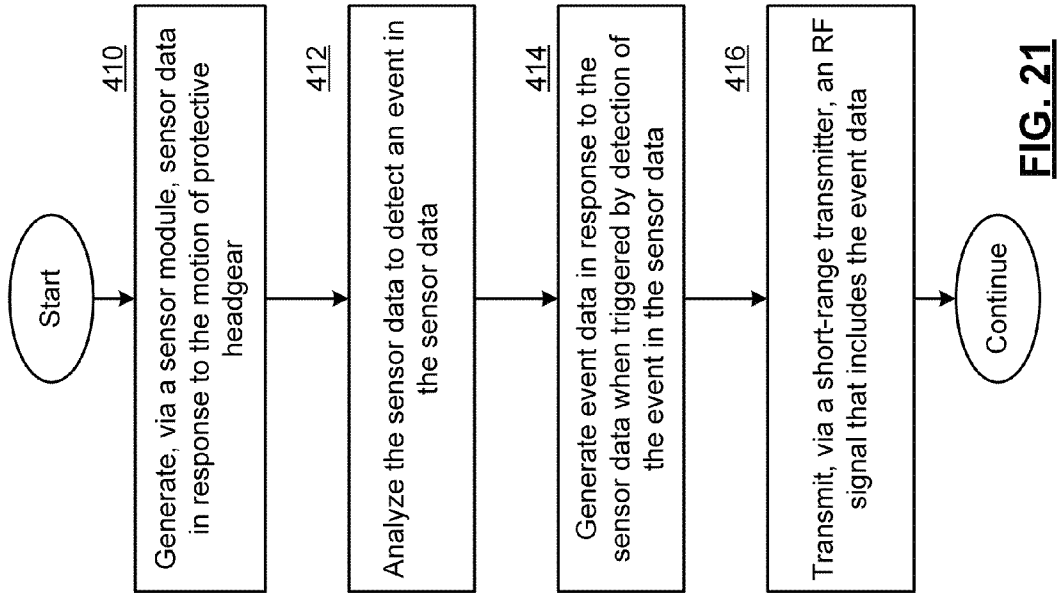 Start
410
Generate, via a sensor module, sensor data
in response to the motion of protective
headgear
412
Analyze the sensor data to detect an event in
the sensor data
414
Generate event data in response to the
sensor data when triggered by detection of
the event in the sensor data
416
Transmit, via a short-range transmitter, an RF
signal that includes the event data
Continue
FIG. 21